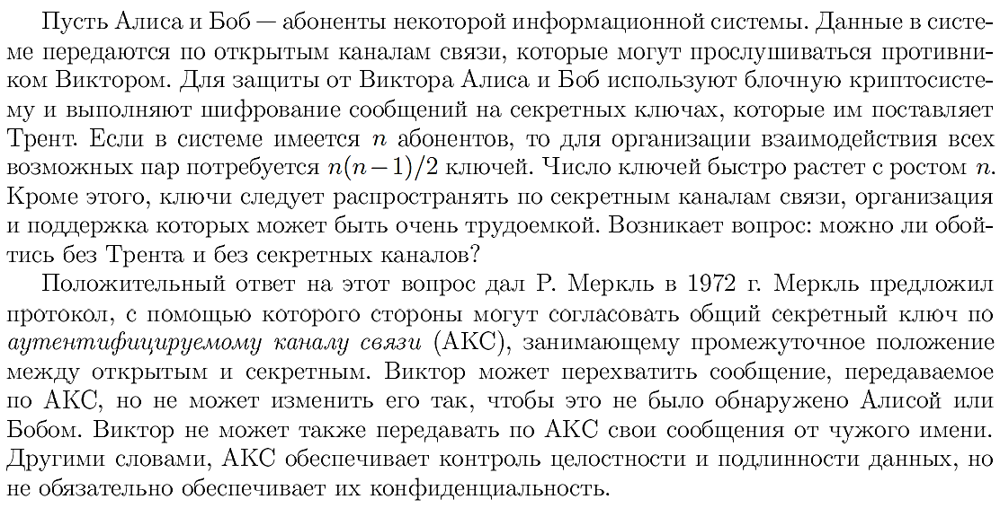 Пусть Алиса и Боб — абоненты некоторой информационной системы. Данные в систе-
ме передаются по открытым каналам связи, которые могут прослушиваться противни-
ком Виктором. Для защиты от Виктора Алиса и Боб используют блочную криптосисте-
му и выполняют шифрование сообщений на секретных ключах, которые им поставляет
Трент. Если в системе имеется n абонентов, то для организации взаимодействия всех
возможных пар потребуется n(n−1)/2 ключей. Число ключей быстро растет с ростом n.
Кроме этого, ключи следует распространять по секретным каналам связи, организация
и поддержка которых может быть очень трудоемкой. Возникает вопрос: можно ли обой-
тись без Трента и без секретных каналов?
Положительный ответ на этот вопрос дал Р. Меркль в 1972 г. Меркль предложил
протокол, с помощью которого стороны могут согласовать общий секретный ключ по
аутентифицируемому каналу связи (АКС), занимающему промежуточное положение
между открытым и секретным. Виктор может перехватить сообщение, передаваемое
по АКС, но не может изменить его так, чтобы это не было обнаружено Алисой или
Бобом. Виктор не может также передавать по АКС свои сообщения от чужого имени.
Другими словами, АКС обеспечивает контроль целостности и подлинности данных, но
не обязательно обеспечивает их конфиденциальность.